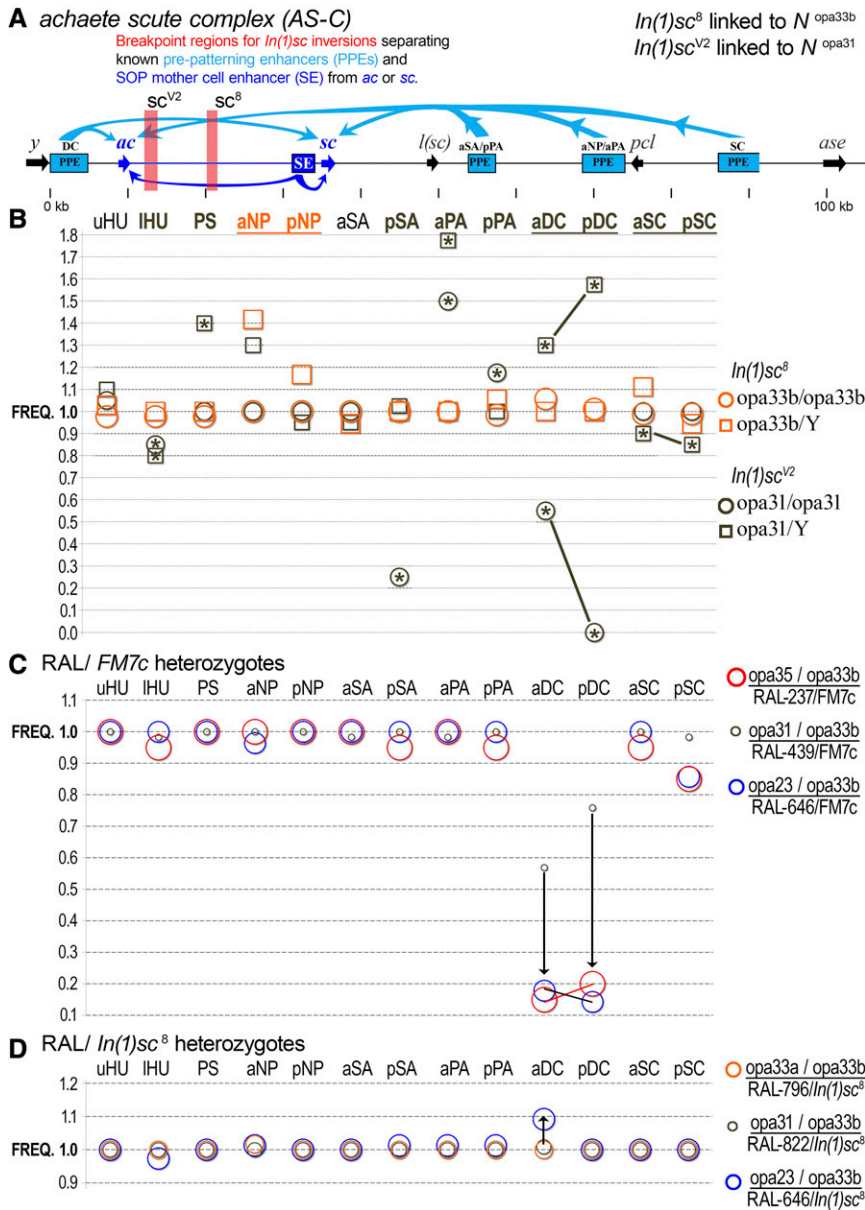 A achaete scute complex (AS-C)
In(1)sc8 linked to N opa33b
In(1)scV2 linked to N opa31
Breakpoint regions for In(1)sc inversions separating
known pre-patterning enhancers (PPEs) and
SOP mother cell enhancer (SE) from ac or sc.
scV2 sc8
y DC ac sc l(sc) aSA/pPA aNP/aPA pcl SC ase
PPE SE PPE PPE PPE
0 kb 100 kb
B
uHU lHU PS aNP pNP aSA pSA aPA pPA aDC pDC aSC pSC
1.8
1.7
1.6
1.5
1.4
1.3
1.2
1.1
FREQ. 1.0
0.9
0.8
0.7
0.6
0.5
0.4
0.3
0.2
0.1
0.0
In(1)sc8
opa33b/opa33b
opa33b/Y
In(1)scV2
opa31/opa31
opa31/Y
C RAL/ FM7c heterozygotes
uHU lHU PS aNP pNP aSA pSA aPA pPA aDC pDC aSC pSC
1.1
FREQ. 1.0
0.9
0.8
0.7
0.6
0.5
0.4
0.3
0.2
0.1
opa35 / opa33b
RAL-237/FM7c
opa31 / opa33b
RAL-439/FM7c
opa23 / opa33b
RAL-646/FM7c
D RAL/ In(1)sc8 heterozygotes
uHU lHU PS aNP pNP aSA pSA aPA pPA aDC pDC aSC pSC
1.2
1.1
FREQ. 1.0
0.9
opa33a / opa33b
RAL-796/In(1)sc8
opa31 / opa33b
RAL-822/In(1)sc8
opa23 / opa33b
RAL-646/In(1)sc8